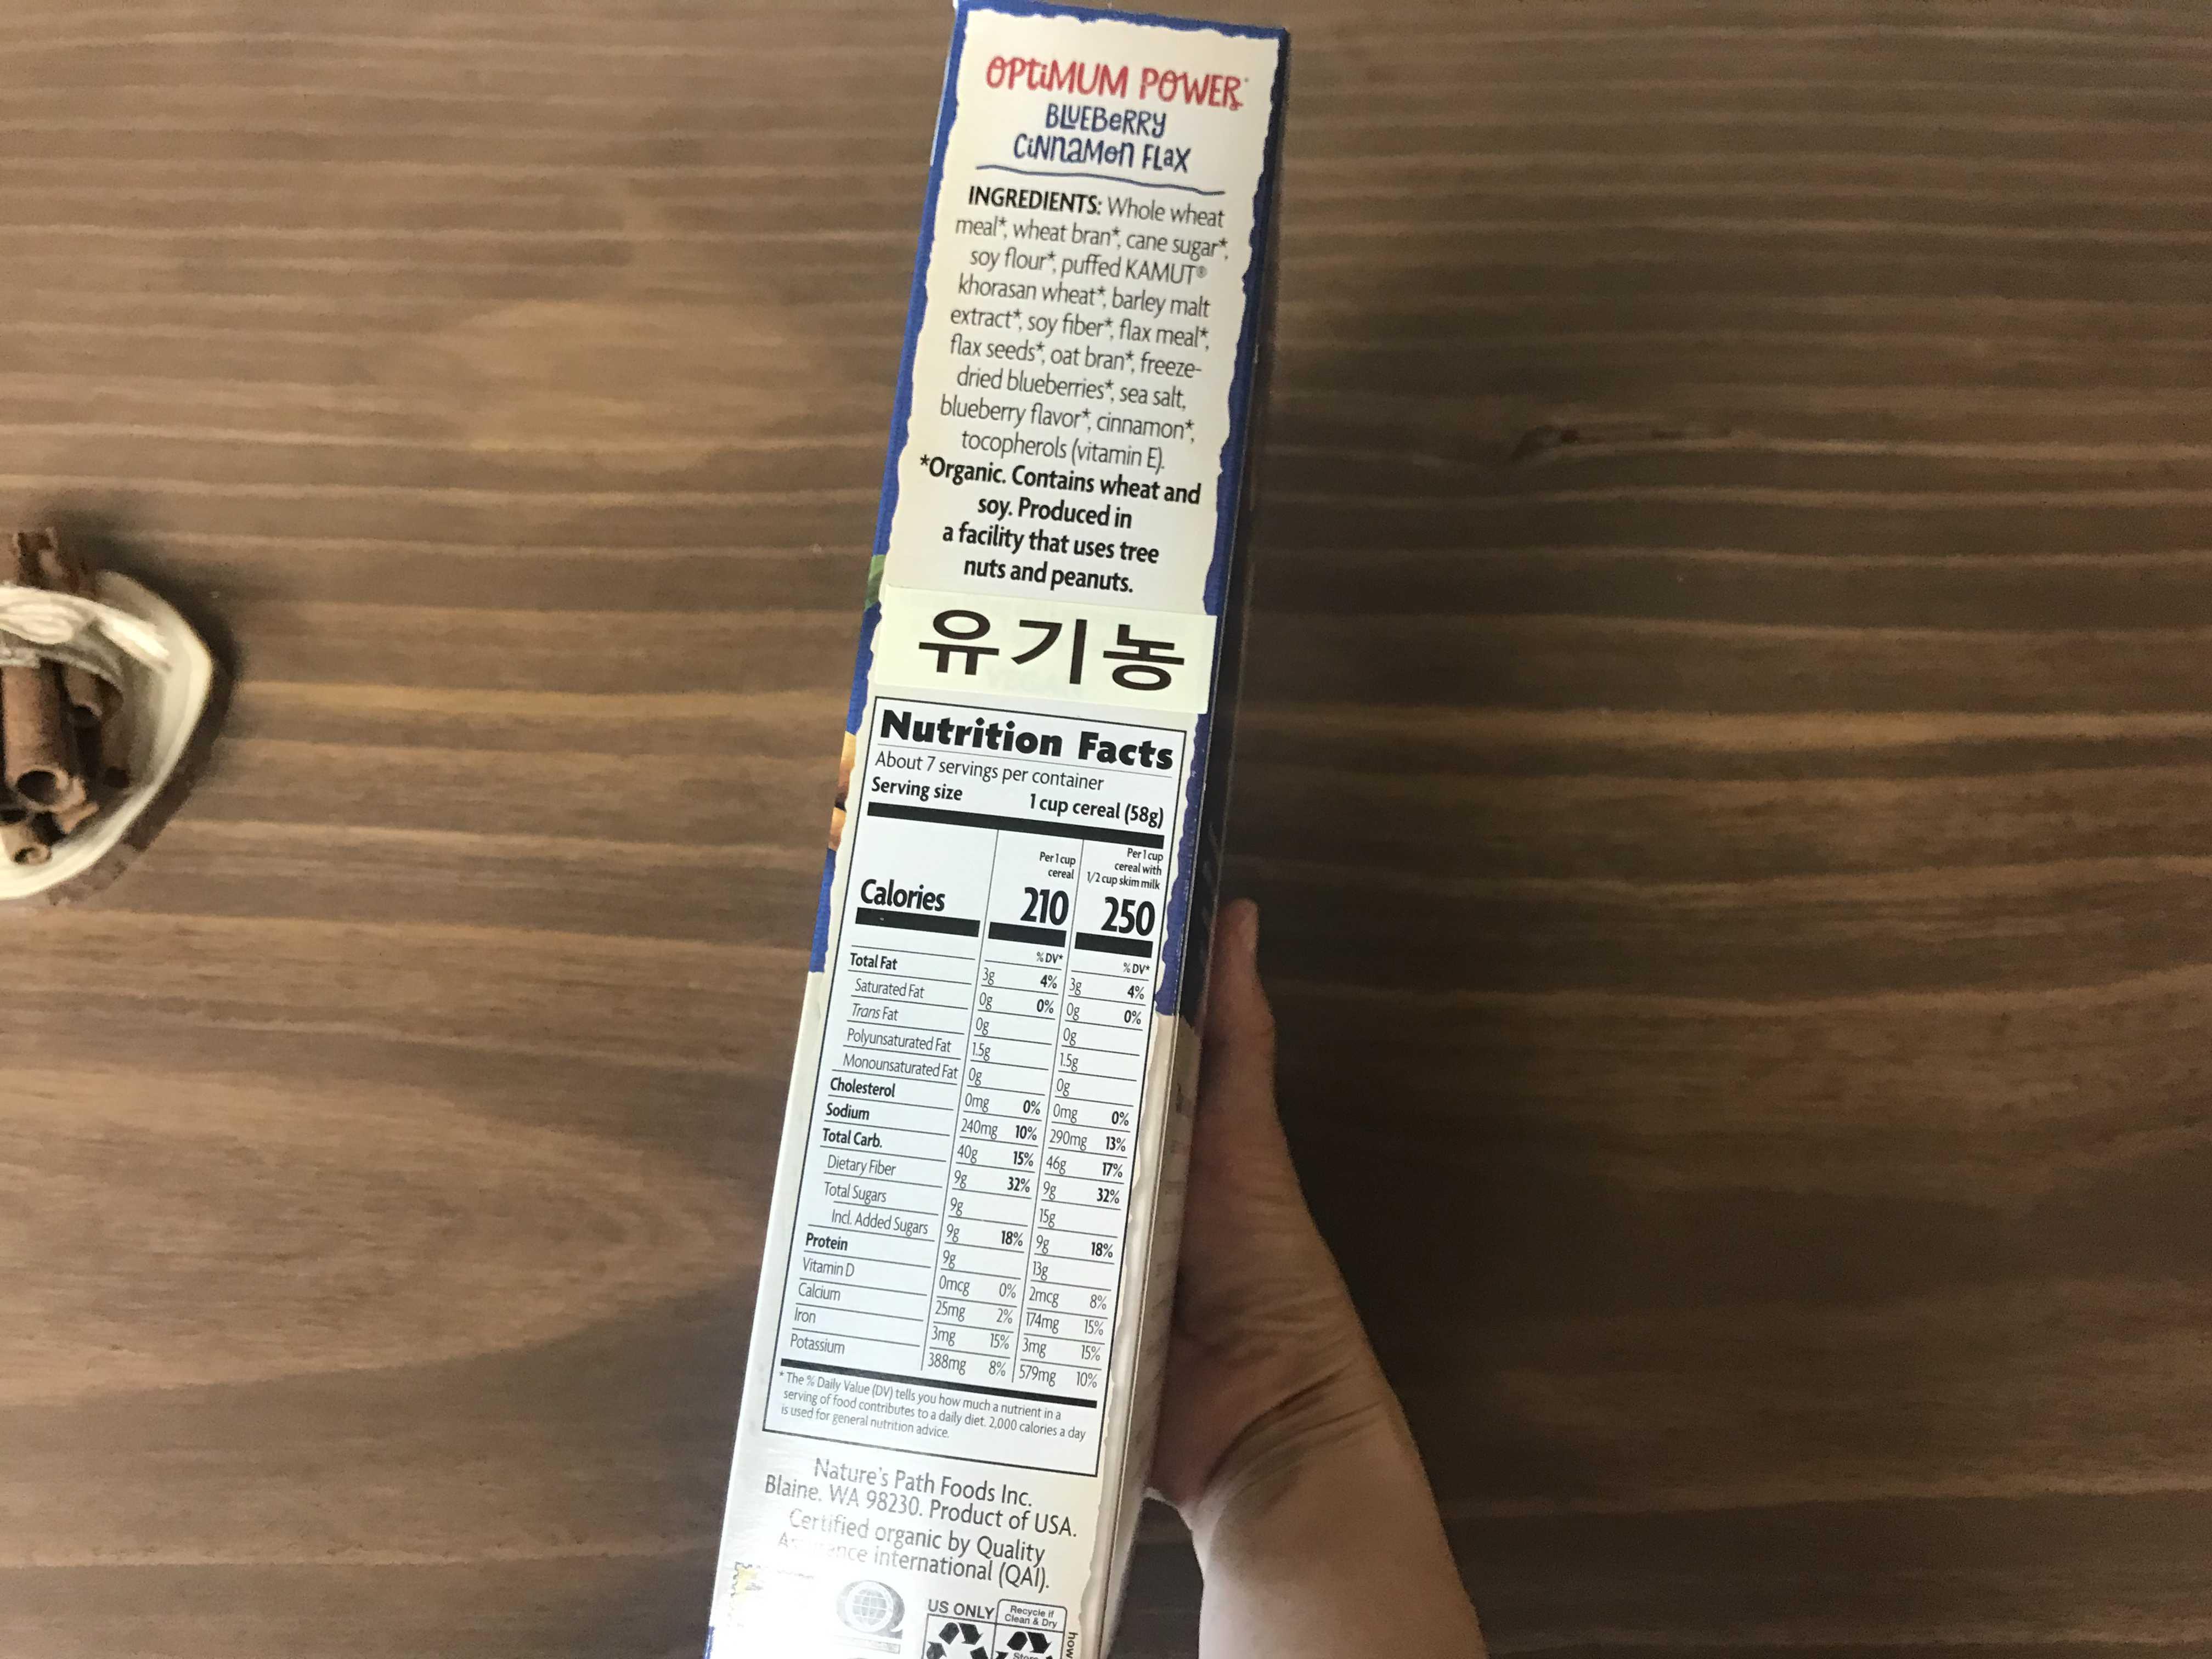 OPTiMUM POWER
BLUEBeRRY
CiNNaMon FLaX
INGREDIENTS: Whole wheat
meal*, wheat bran*, cane sugar*,
soy flour*, puffed KAMUT®
khorasan wheat*, barley malt
extract*, soy fiber*, flax meal*,
flax seeds*, oat bran*, freeze-
dried blueberries*, sea salt,
blueberry flavor*, cinnamon*,
tocopherols (vitamin E).
*Organic. Contains wheat and
soy. Produced in
a facility that uses tree
nuts and peanuts.
유기농
Nutrition Facts
About 7 servings per container
Serving size 1 cup cereal (58g)
Per 1 cup cereal
Per 1 cup cereal with 1/2 cup skim milk
Calories 210 250
%DV* %DV*
Total Fat 3g 4% 3g 4%
Saturated Fat 0g 0% 0g 0%
Trans Fat 0g 0g
Polyunsaturated Fat 1.5g 1.5g
Monounsaturated Fat 0g 0g
Cholesterol 0mg 0% 0mg 0%
Sodium 240mg 10% 290mg 13%
Total Carb. 40g 15% 46g 17%
Dietary Fiber 9g 32% 9g 32%
Total Sugars 9g 15g
Incl. Added Sugars 9g 18% 9g 18%
Protein 9g 13g
Vitamin D 0mcg 0% 2mcg 8%
Calcium 25mg 2% 174mg 15%
Iron 3mg 15% 3mg 15%
Potassium 388mg 8% 579mg 10%
* The % Daily Value (DV) tells you how much a nutrient in a
serving of food contributes to a daily diet. 2,000 calories a day
is used for general nutrition advice.
Nature's Path Foods Inc.
Blaine, WA 98230. Product of USA.
Certified organic by Quality
international (QAI).
US ONLY
Recycle if
Clean & Dry
how
Store